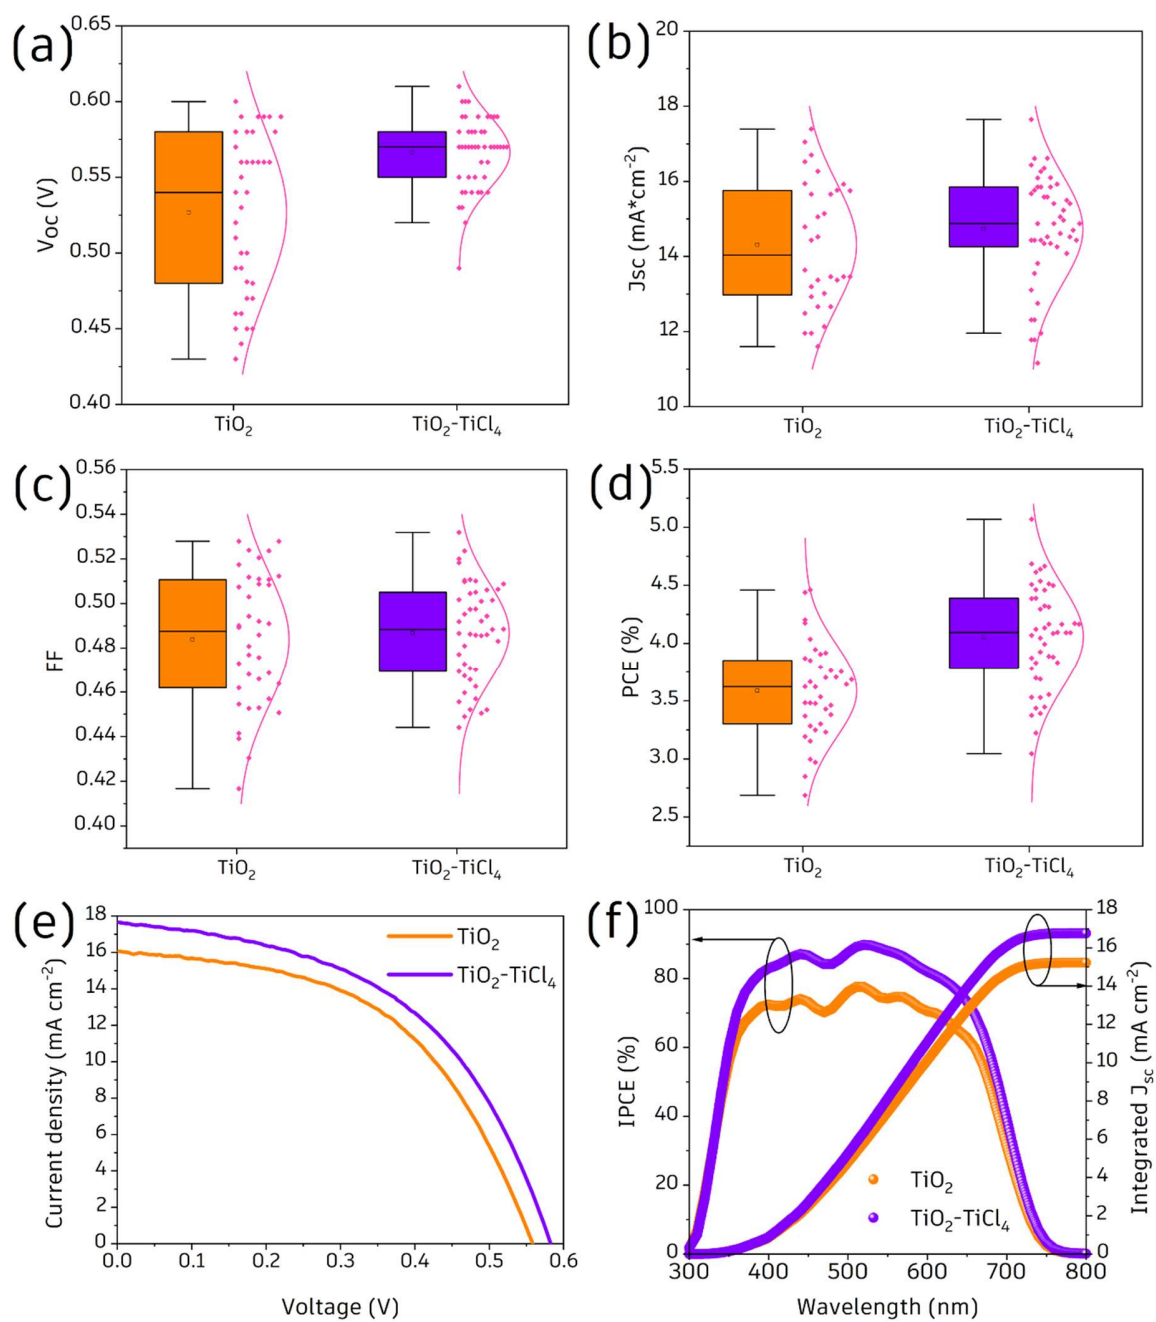 (a)
0.65
0.60
0.55
0.50
0.45
0.40
VOC (V)
TiO2
TiO2-TiCl4
(b)
20
18
16
14
12
10
JSC (mA*cm-2)
TiO2
TiO2-TiCl4
(c)
0.56
0.54
0.52
0.50
0.48
0.46
0.44
0.42
0.40
FF
TiO2
TiO2-TiCl4
(d)
5.5
5.0
4.5
4.0
3.5
3.0
2.5
PCE (%)
TiO2
TiO2-TiCl4
(e)
18
16
14
12
10
8
6
4
2
0
Current density (mA cm-2)
TiO2
TiO2-TiCl4
0.0 0.1 0.2 0.3 0.4 0.5 0.6
Voltage (V)
(f)
100
80
60
40
20
0
IPCE (%)
18
16
14
12
10
8
6
4
2
0
Integrated Jsc (mA cm-2)
TiO2
TiO2-TiCl4
300 400 500 600 700 800
Wavelength (nm)